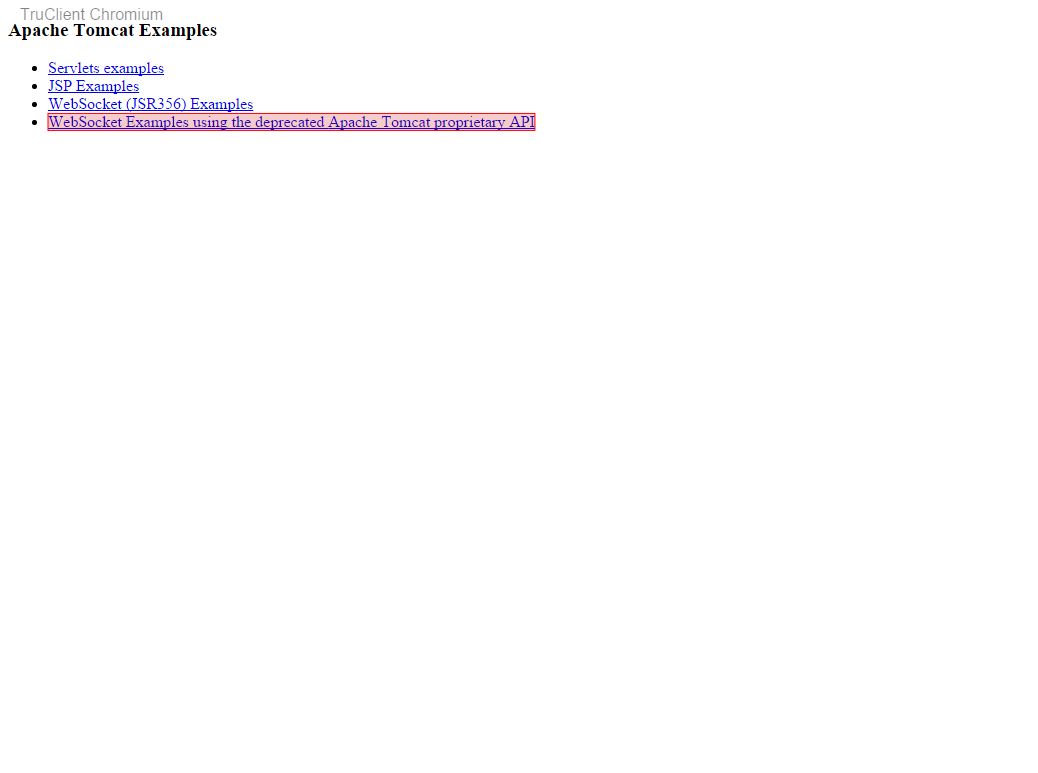 TruClient Chromium
Apache Tomcat Examples
Servlets examples
JSP Examples
WebSocket (JSR356) Examples
WebSocket Examples using the deprecated Apache Tomcat proprietary API